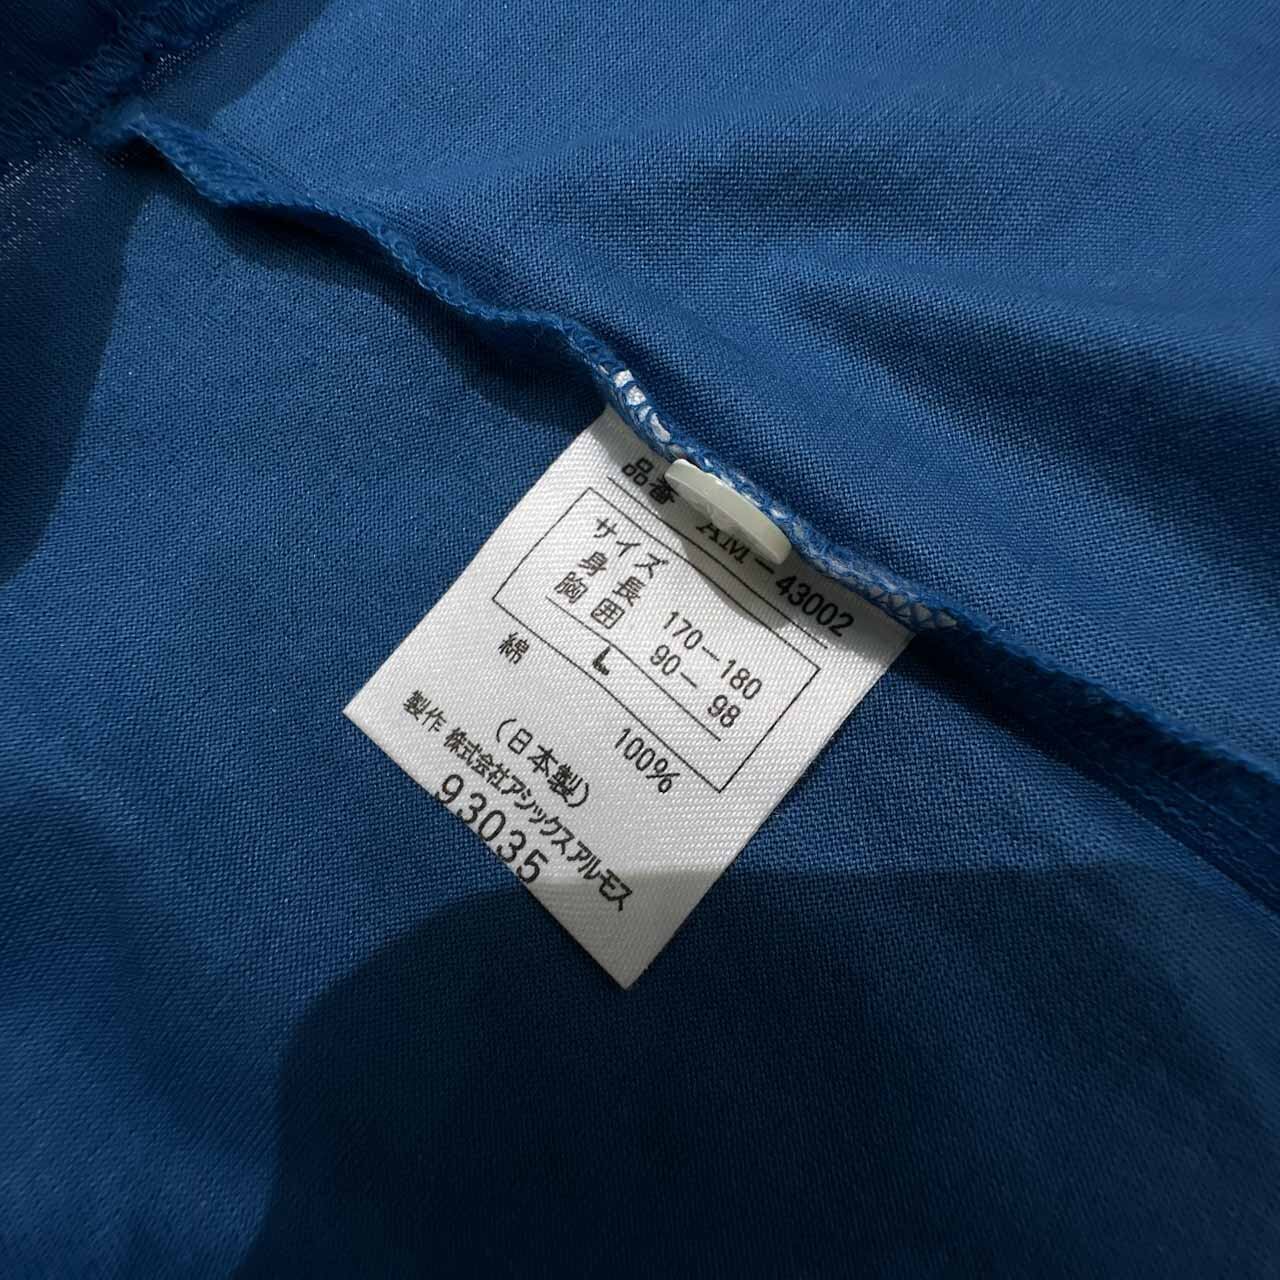 品番 AM-43002
サイズ
身長 170-180
胸囲 90-98
L
綿 100%
(日本製)
製作 株式会社アシックスアルモス
93035